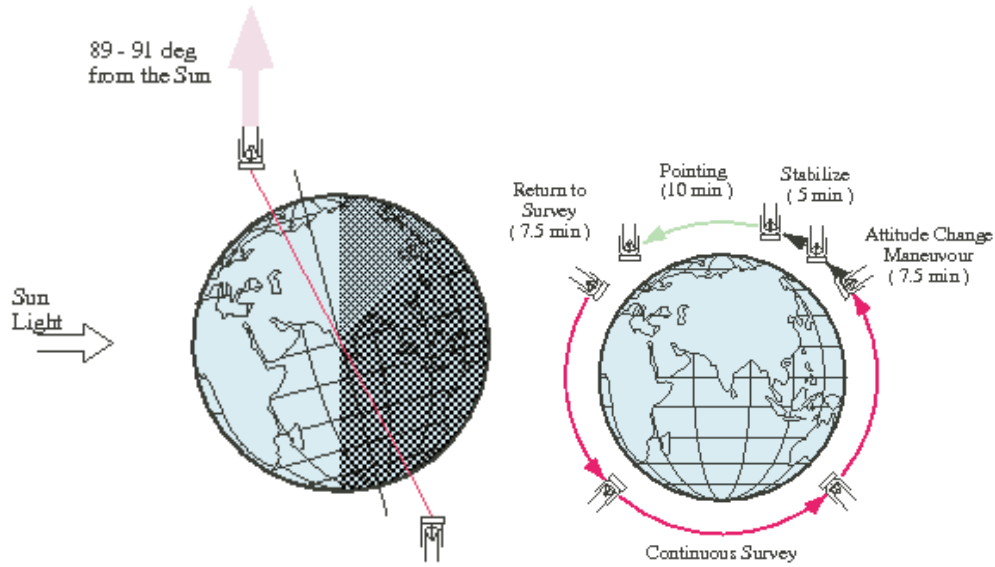 89 - 91 deg
from the Sun
Sun
Light
Return to
Survey
( 7.5 min )
Pointing
(10 min )
Stabilize
( 5 min )
Attitude Change
Maneuvour
( 7.5 min )
Continuous Survey